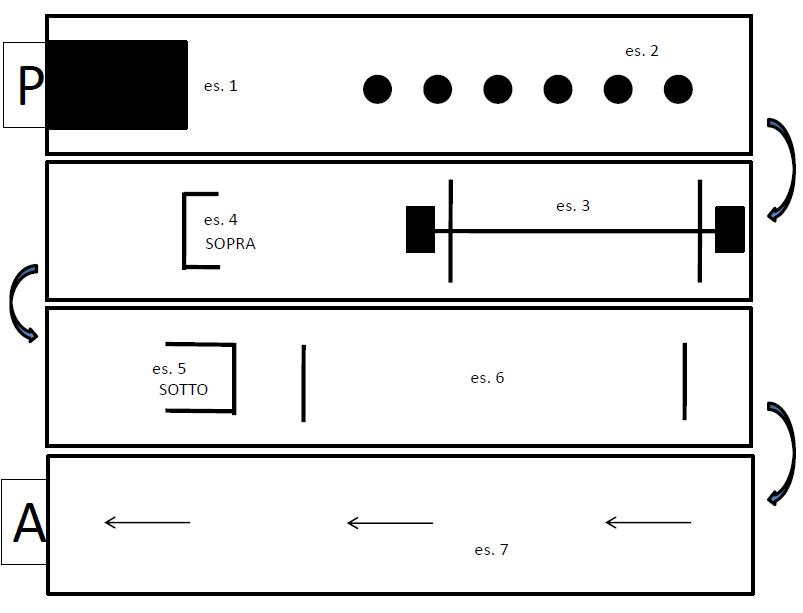 P
es. 1
es. 2
es. 3
es. 4
SOPRA
es. 5
SOTTO
es. 6
A
es. 7